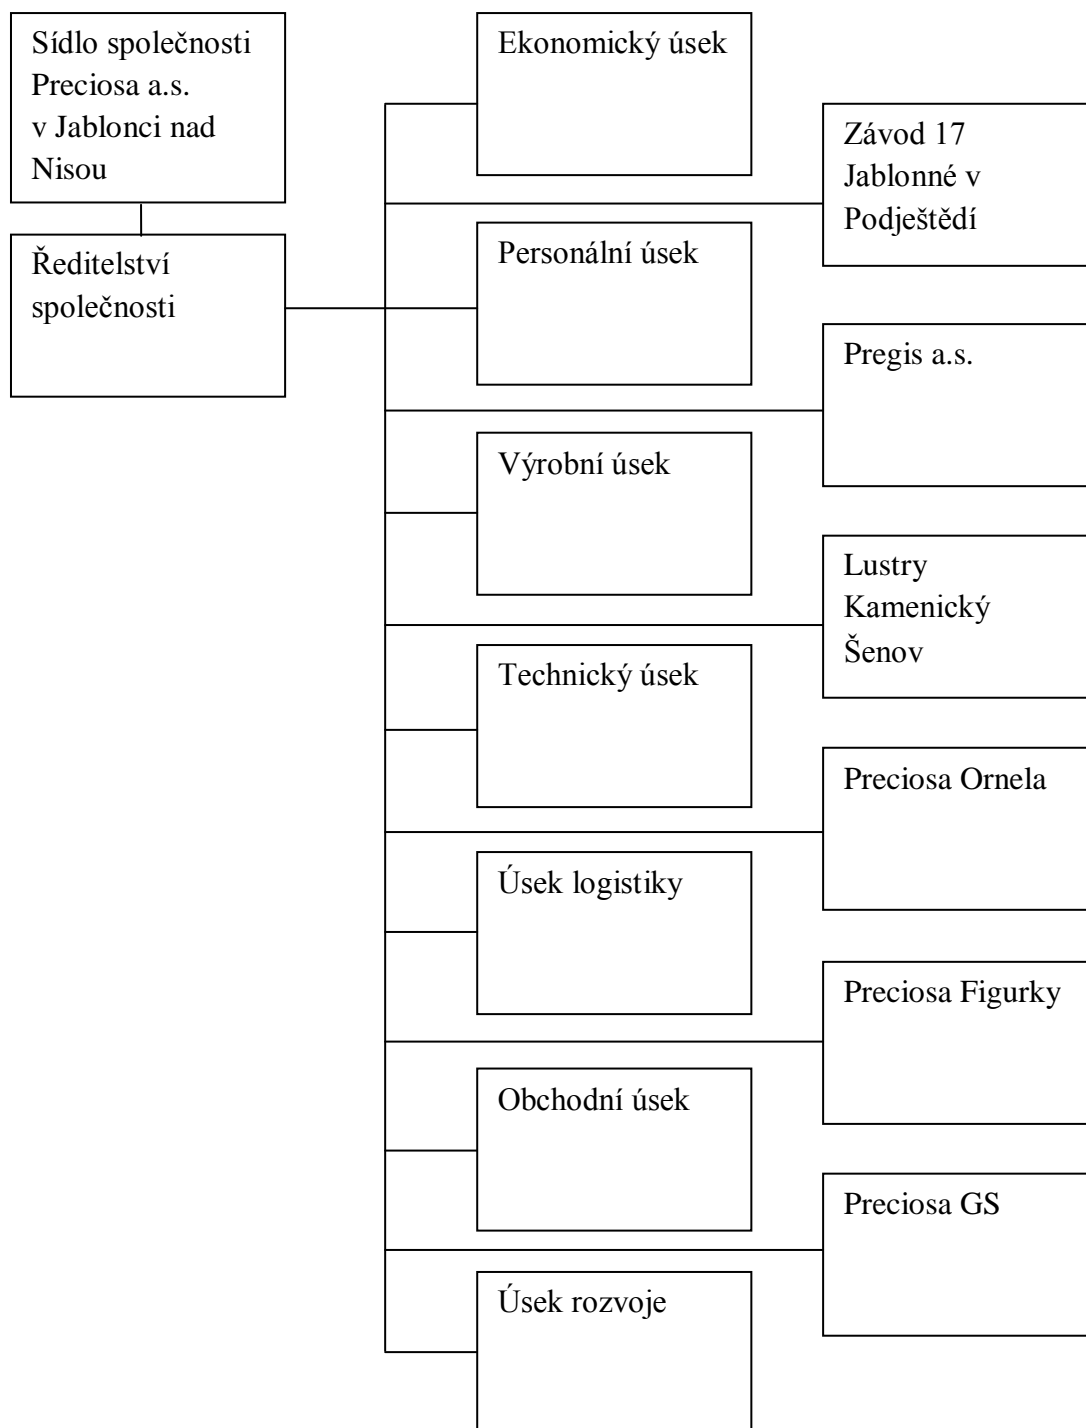 Sídlo společnosti
Preciosa a.s.
v Jablonci nad
Nisou
Ředitelství
společnosti
Ekonomický úsek
Personální úsek
Výrobní úsek
Technický úsek
Úsek logistiky
Obchodní úsek
Úsek rozvoje
Závod 17
Jablonné v
Podještědí
Pregis a.s.
Lustry
Kamenický
Šenov
Preciosa Ornela
Preciosa Figurky
Preciosa GS